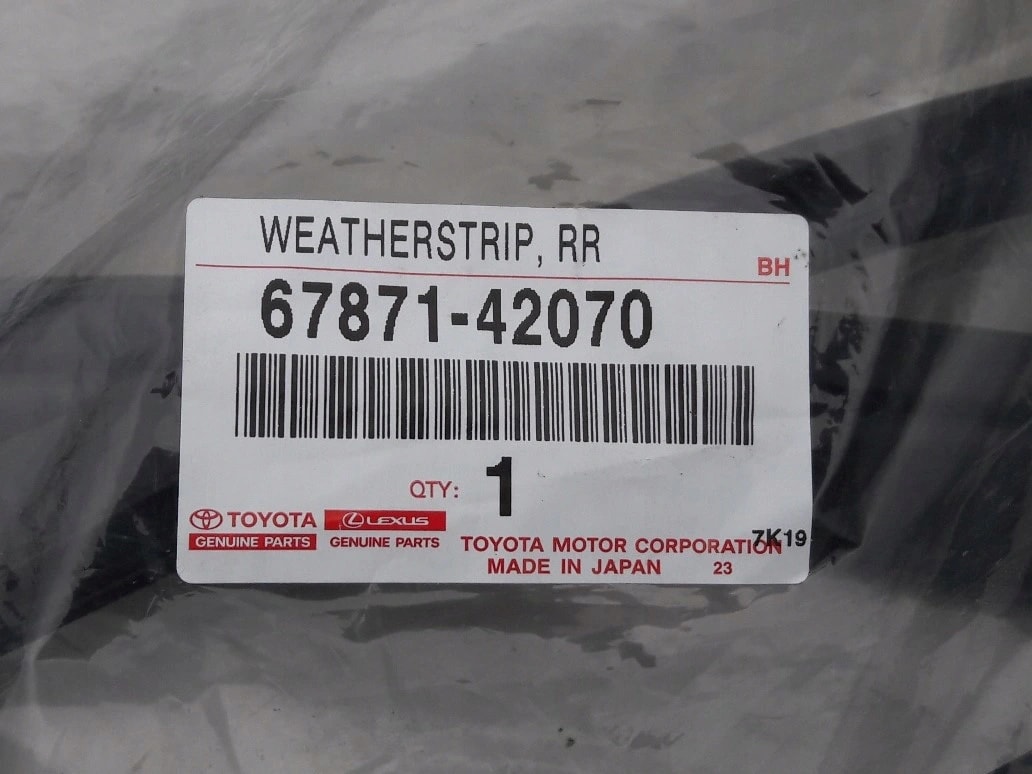 WEATHERSTRIP, RR
BH
67871-42070
QTY: 1
TOYOTA LEXUS
GENUINE PARTS GENUINE PARTS
TOYOTA MOTOR CORPORATION 7K19
MADE IN JAPAN 23